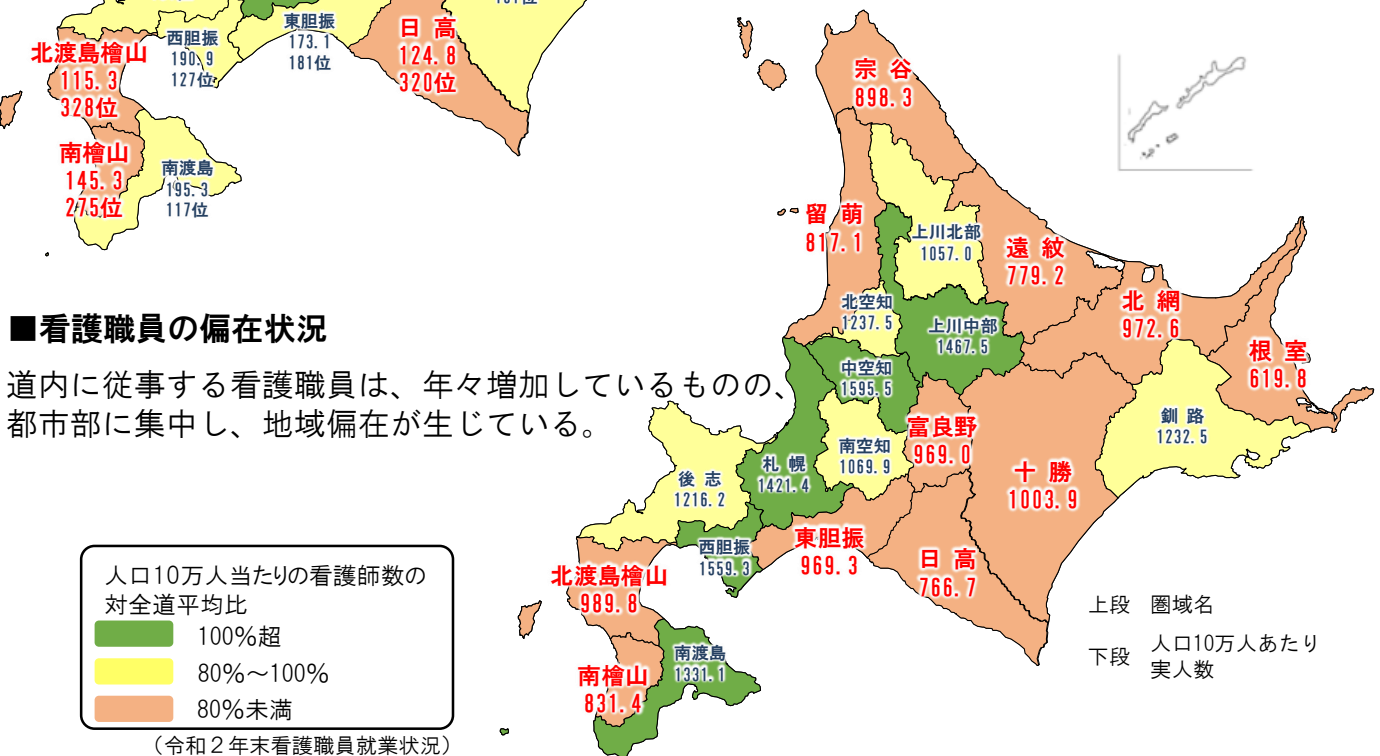 西胆振
190.9
127位
東胆振
173.1
181位
日高
124.8
320位
北渡島檜山
115.3
328位
南檜山
145.3
275位
南渡島
195.3
117位
■看護職員の偏在状況
道内に従事する看護職員は、年々増加しているものの、
都市部に集中し、地域偏在が生じている。
人口10万人当たりの看護師数の
対全道平均比
100%超
80%～100%
80%未満
(令和2年末看護職員就業状況)
宗谷
898.3
留萌
817.1
上川北部
1057.0
遠紋
779.2
北網
972.6
北空知
1237.5
上川中部
1467.5
根室
619.8
中空知
1595.5
釧路
1232.5
富良野
969.0
南空知
1069.9
札幌
1421.4
後志
1216.2
十勝
1003.9
西胆振
1559.3
東胆振
969.3
日高
766.7
北渡島檜山
989.8
南檜山
831.4
南渡島
1331.1
上段 圏域名
下段 人口10万人あたり
実人数